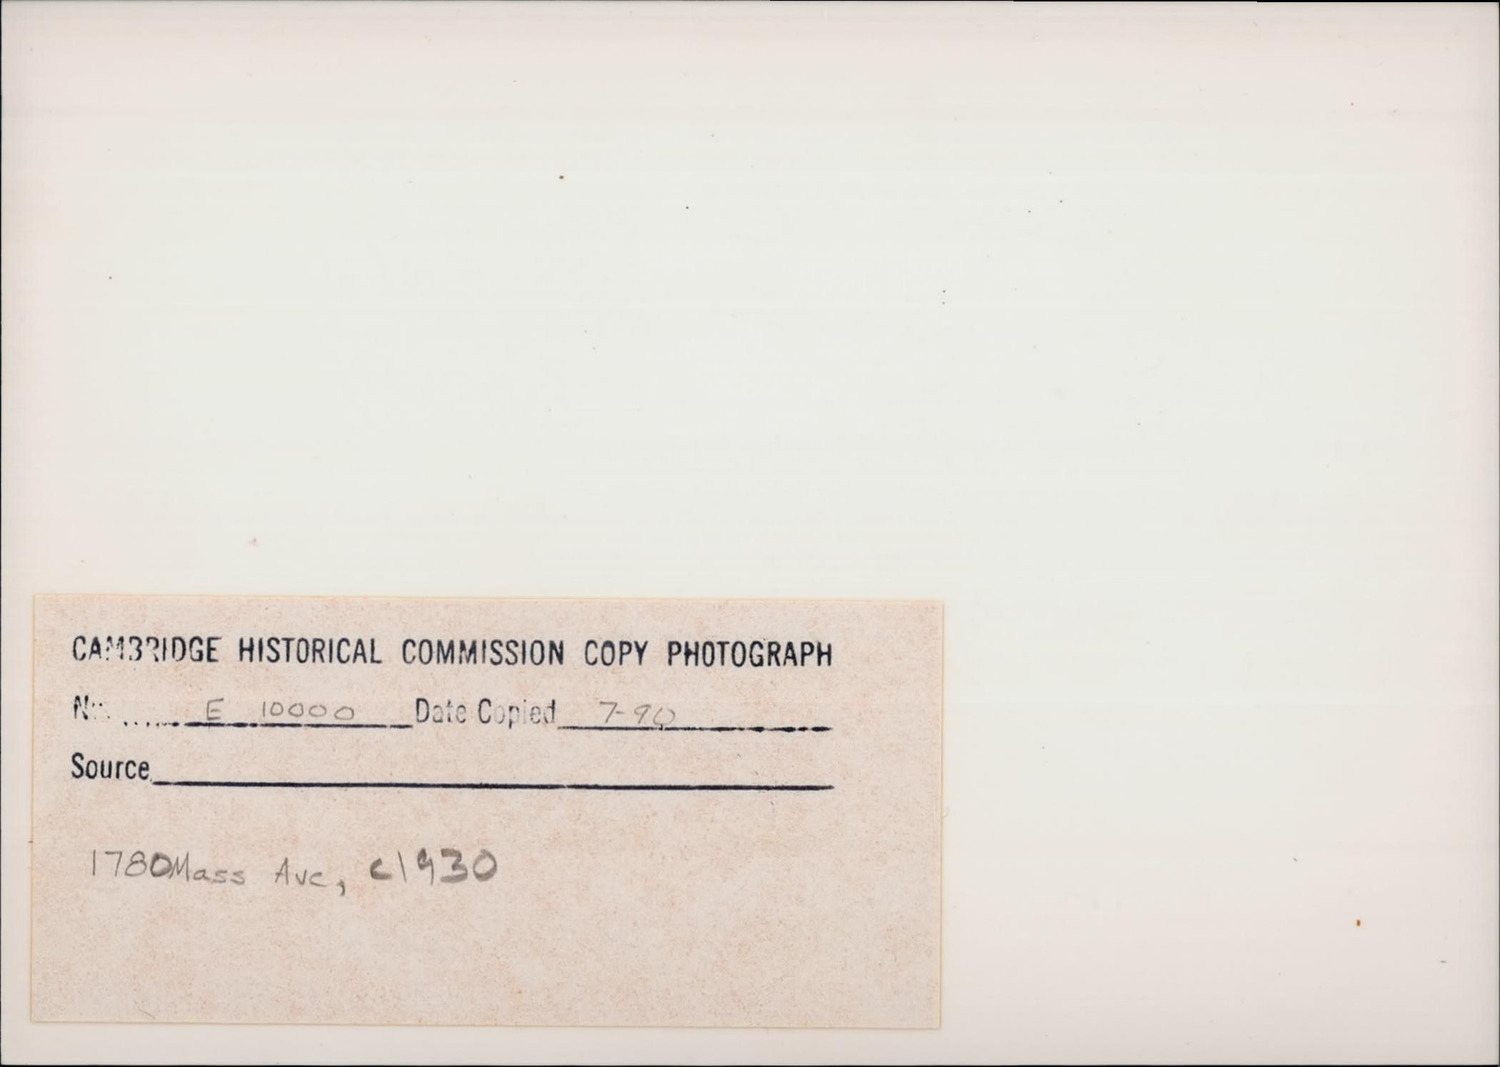 CAMBRIDGE HISTORICAL COMMISSION COPY PHOTOGRAPH
No. E 10000 Date Copied 7-90
Source
1780 Mass Ave, c1930